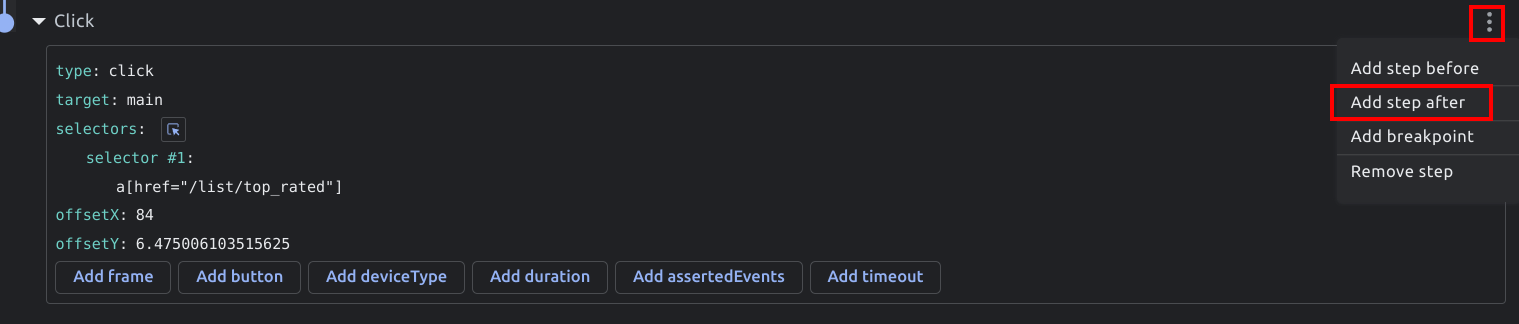 Click
type: click
target: main
selectors:
selector #1:
a[href="/list/top_rated"]
offsetX: 84
offsetY: 6.475006103515625
Add frame
Add button
Add deviceType
Add duration
Add assertedEvents
Add timeout
Add step before
Add step after
Add breakpoint
Remove step